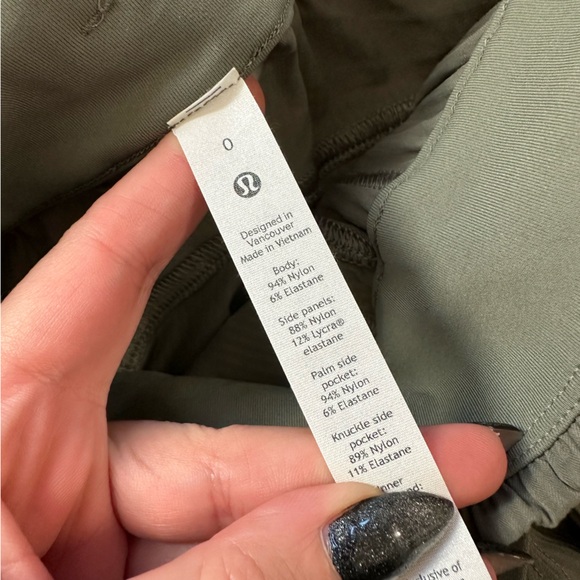 0
Designed in
Vancouver
Made in Vietnam
Body:
94% Nylon
6% Elastane
Side panels:
88% Nylon
12% Lycra®
elastane
Palm side
pocket:
94% Nylon
6% Elastane
Knuckle side
pocket:
89% Nylon
11% Elastane
of